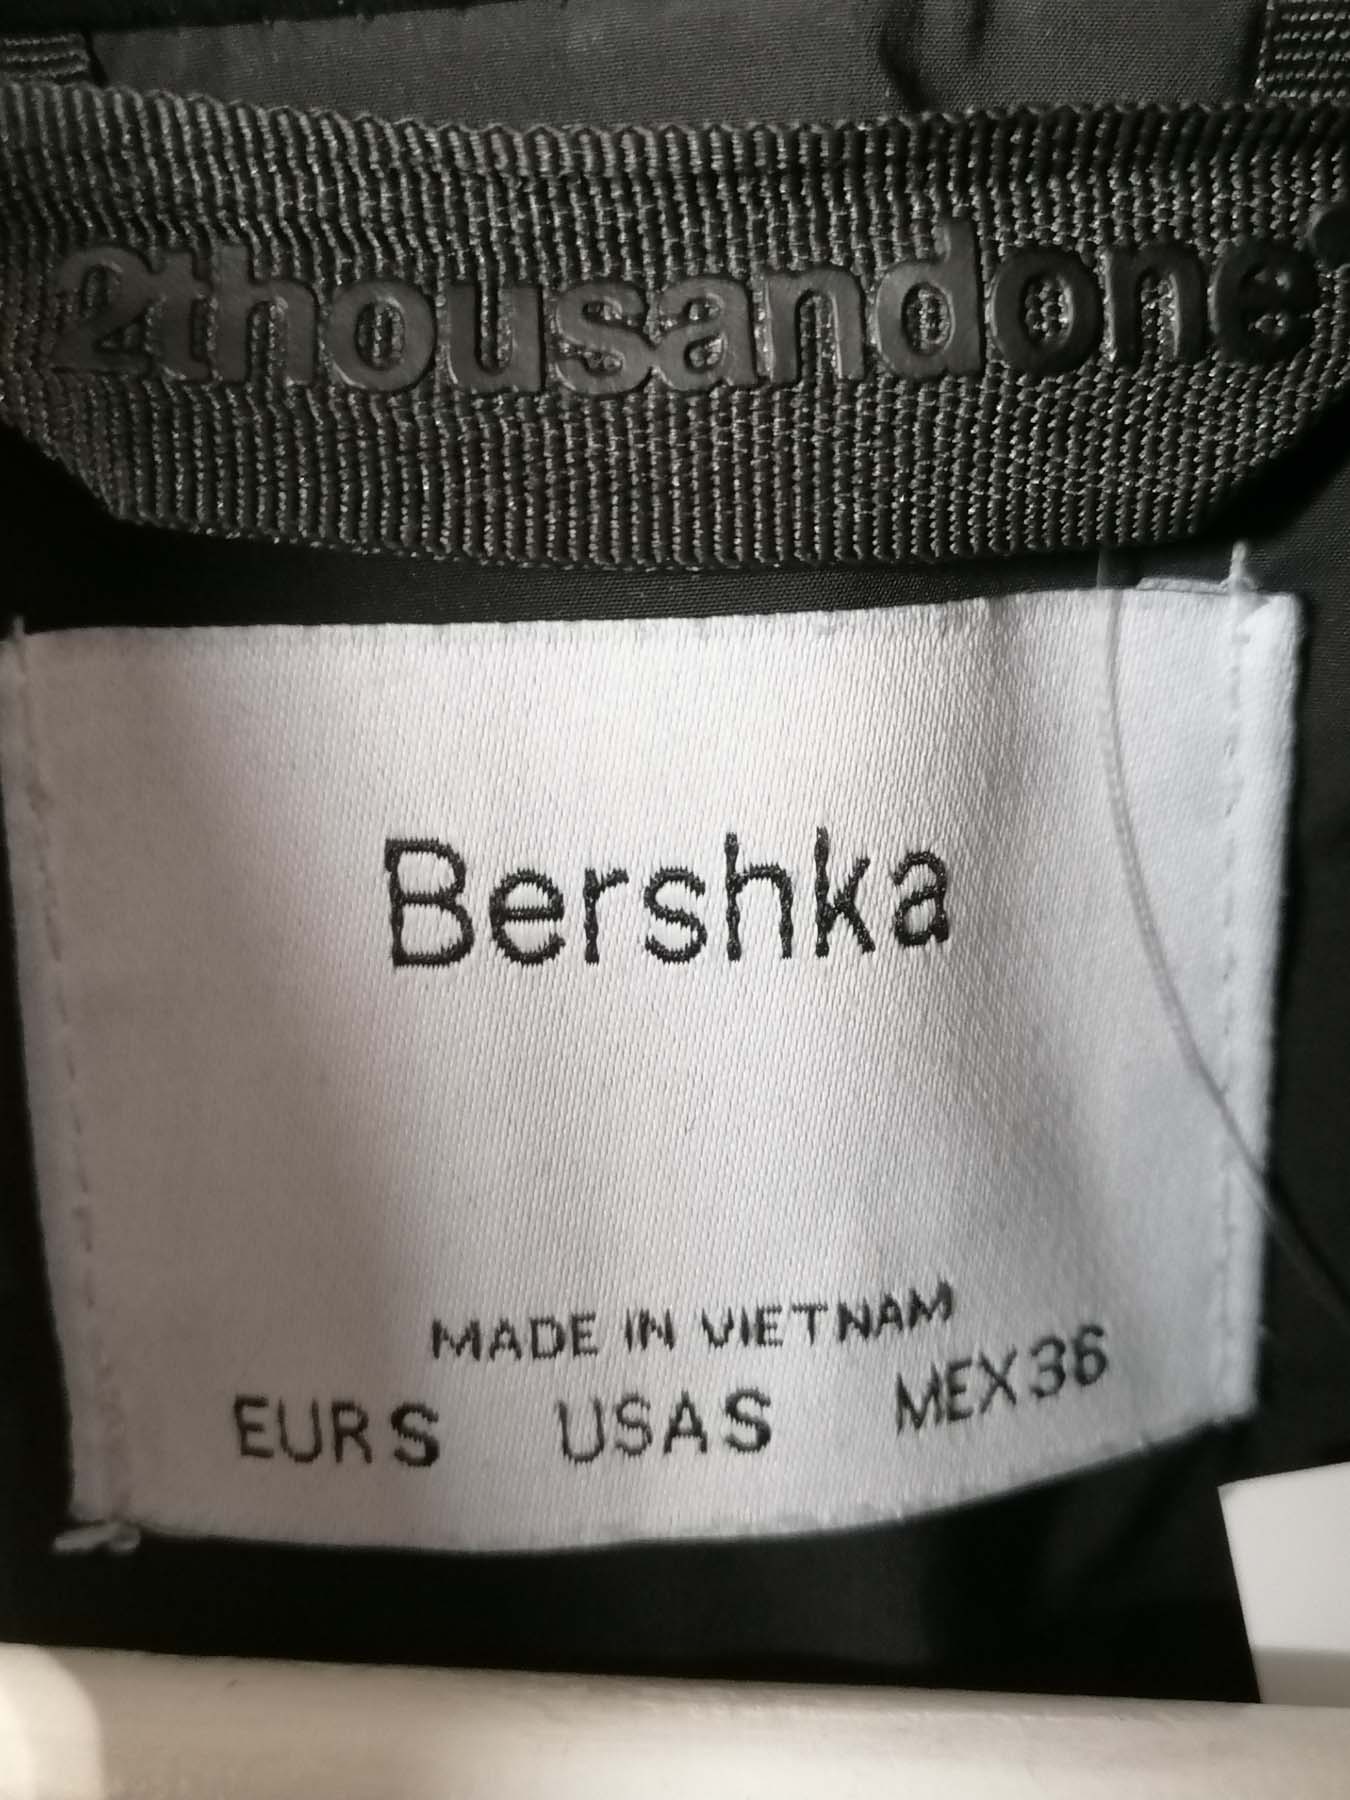 2thousandone
Bershka
MADE IN VIETNAM
EUR S USA S MEX 36